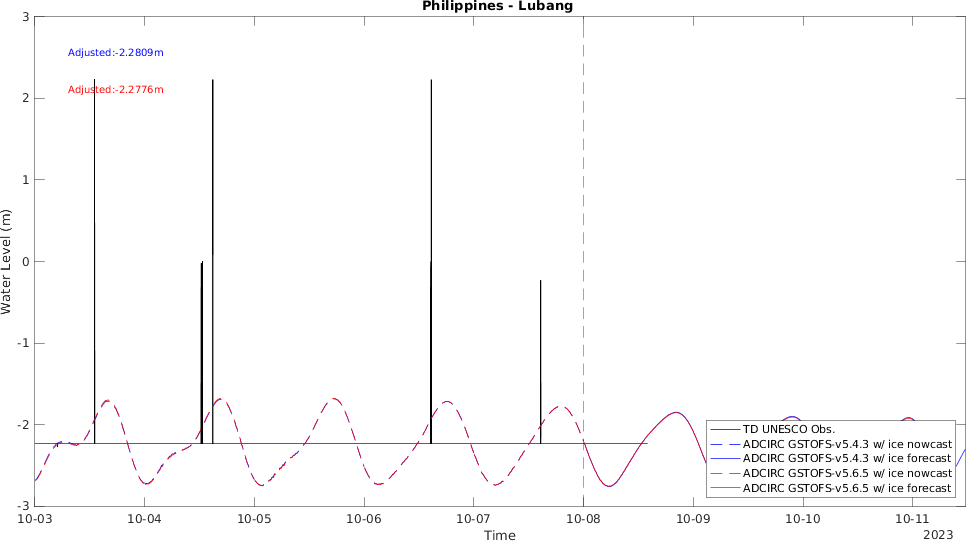 Philippines - Lubang
3
2
1
0
-1
-2
-3
Water Level (m)
Adjusted:-2.2809m
Adjusted:-2.2776m
TD UNESCO Obs.
ADCIRC GSTOFS-v5.4.3 w/ ice nowcast
ADCIRC GSTOFS-v5.4.3 w/ ice forecast
ADCIRC GSTOFS-v5.6.5 w/ ice nowcast
ADCIRC GSTOFS-v5.6.5 w/ ice forecast
10-03 10-04 10-05 10-06 10-07 10-08 10-09 10-10 10-11
Time
2023